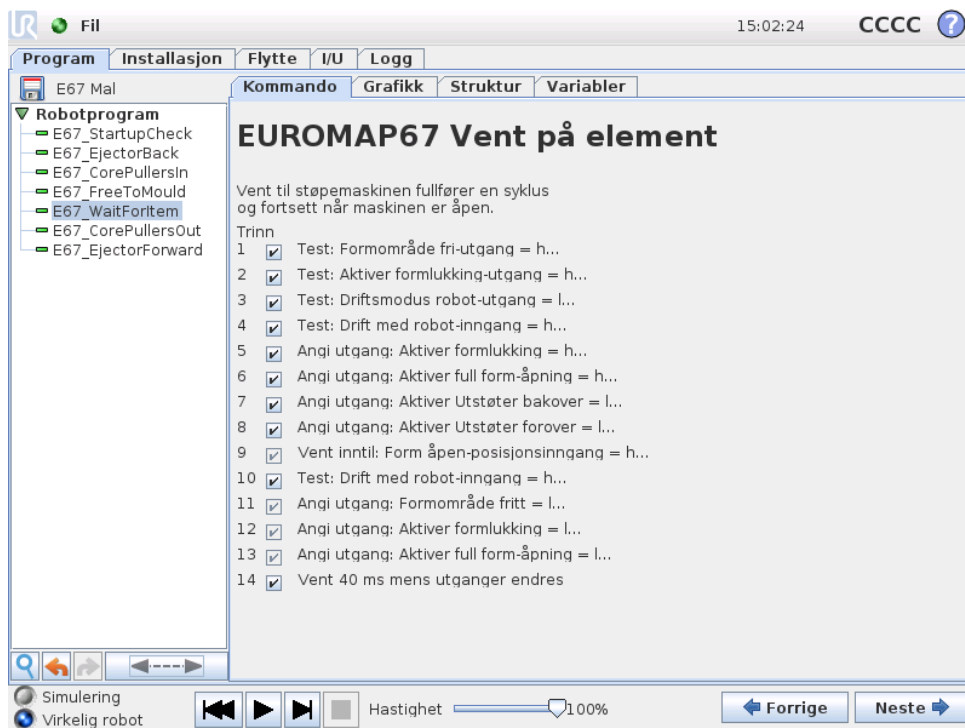 UR Fil 15:02:24 CCCC ?
Program Installasjon Flytte I/U Logg
E67 Mal
Kommando Grafikk Struktur Variabler
Robotprogram
E67_StartupCheck
E67_EjectorBack
E67_CorePullersIn
E67_FreeToMould
E67_WaitForItem
E67_CorePullersOut
E67_EjectorForward
EUROMAP67 Vent på element
Vent til støpemaskinen fullfører en syklus
og fortsett når maskinen er åpen.
Trinn
1 Test: Formområde fri-utgang = h...
2 Test: Aktiver formlukking-utgang = h...
3 Test: Driftsmodus robot-utgang = l...
4 Test: Drift med robot-inngang = h...
5 Angi utgang: Aktiver formlukking = h...
6 Angi utgang: Aktiver full form-åpning = h...
7 Angi utgang: Aktiver Utstøter bakover = l...
8 Angi utgang: Aktiver Utstøter forover = l...
9 Vent inntil: Form åpen-posisjonsinngang = h...
10 Test: Drift med robot-inngang = h...
11 Angi utgang: Formområde fritt = l...
12 Angi utgang: Aktiver formlukking = l...
13 Angi utgang: Aktiver full form-åpning = l...
14 Vent 40 ms mens utganger endres
Simulering
Virkelig robot
Hastighet 100%
Forrige Neste